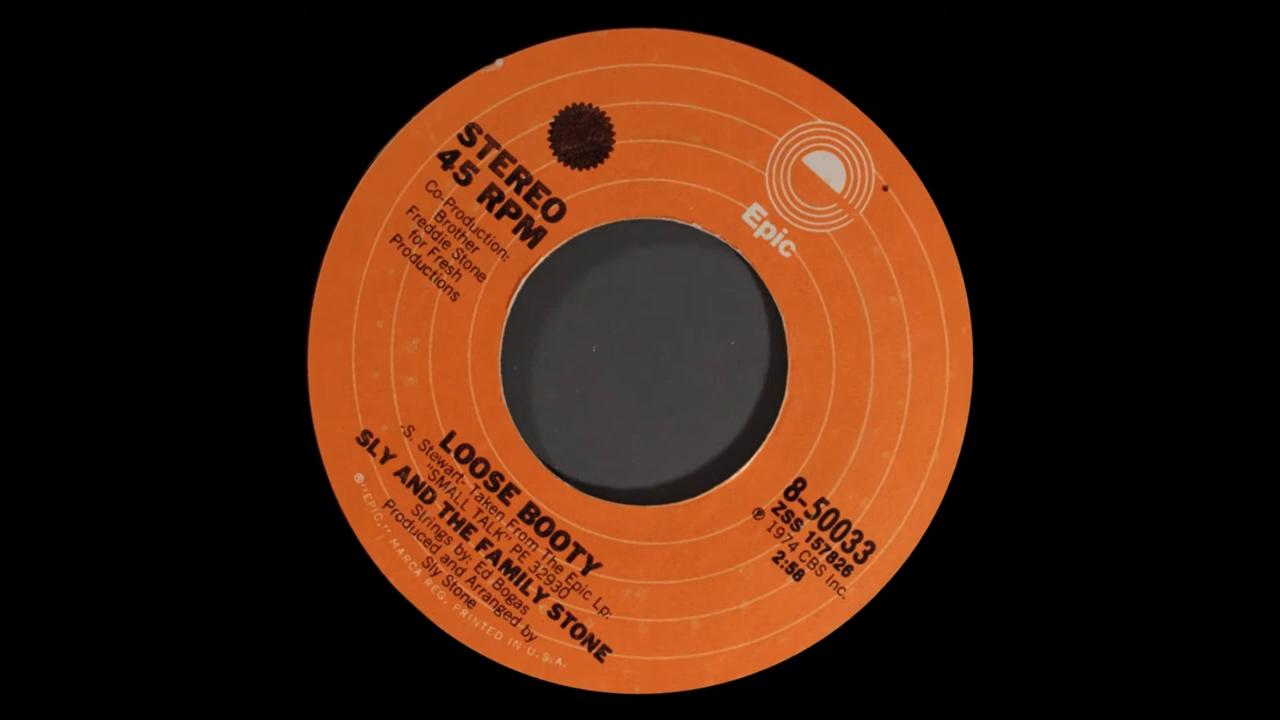 STEREO
45 RPM
Co-Production:
Brother
Freddie Stone
for Fresh
Productions
Epic
8-50033
ZSS 157826
℗ 1974 CBS Inc.
2:58
LOOSE BOOTY
-S. Stewart- Taken From The Epic Lp:
"SMALL TALK" PE 32930
SLY AND THE FAMILY STONE
Strings by: Ed Bogas
Produced and Arranged by
Sly Stone
®"EPIC," MARCA REG. PRINTED IN U.S.A.